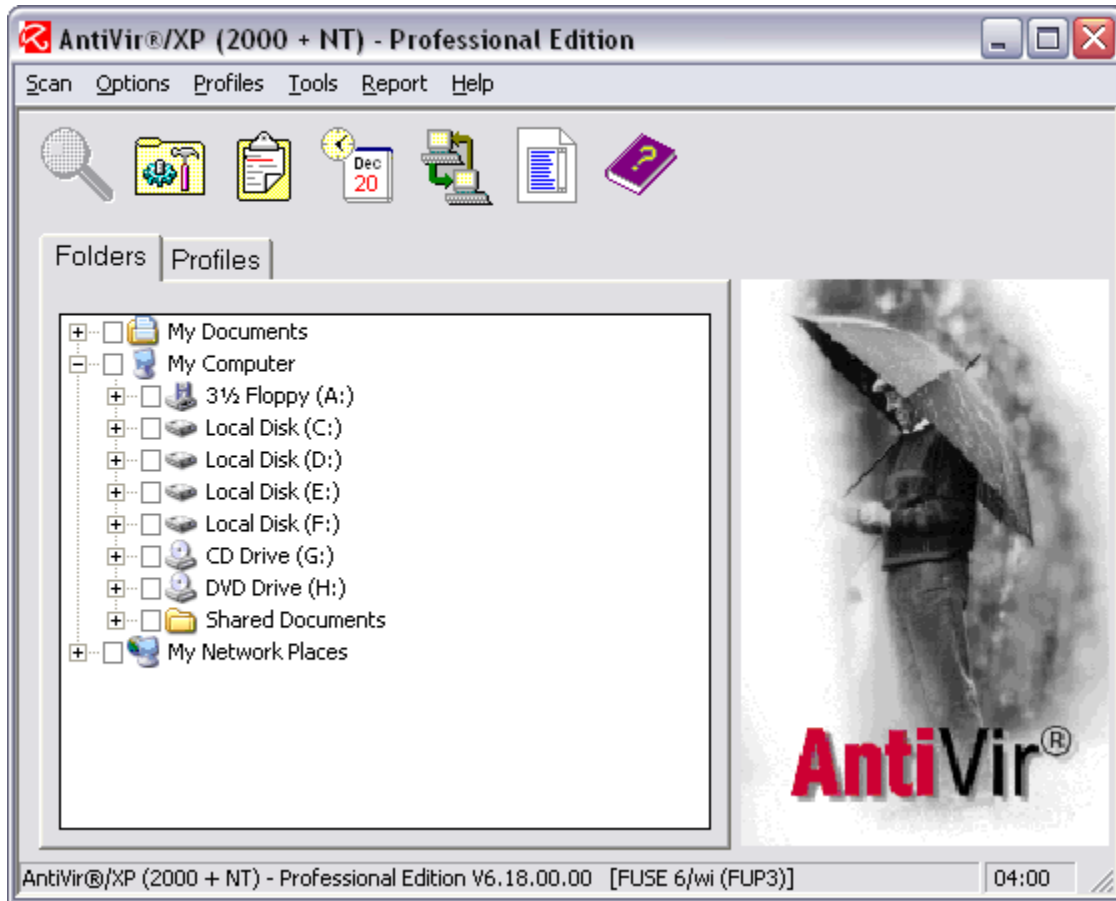 AntiVir®/XP (2000 + NT) - Professional Edition
Scan Options Profiles Tools Report Help
Dec
20
?
Folders Profiles
My Documents
My Computer
3½ Floppy (A:)
Local Disk (C:)
Local Disk (D:)
Local Disk (E:)
Local Disk (F:)
CD Drive (G:)
DVD Drive (H:)
Shared Documents
My Network Places
AntiVir®
AntiVir®/XP (2000 + NT) - Professional Edition V6.18.00.00 [FUSE 6/wi (FUP3)] 04:00